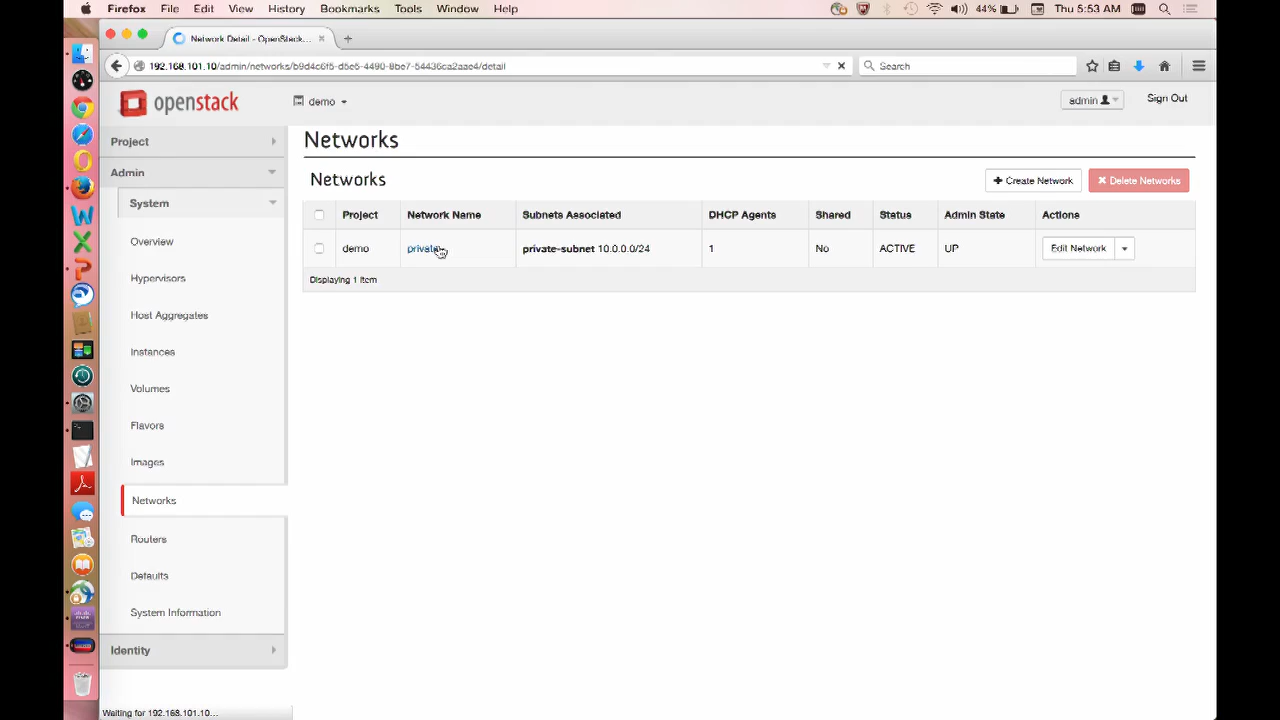 Firefox File Edit View History Bookmarks Tools Window Help 44% Thu 5:53 AM
Network Detail - OpenStack...
192.168.101.10/admin/networks/b9d4c6f5-d5e5-4490-8be7-54436ca2aae4/detail Search
openstack demo admin Sign Out
Project
Admin
System
Overview
Hypervisors
Host Aggregates
Instances
Volumes
Flavors
Images
Networks
Routers
Defaults
System Information
Identity
Networks
Networks
Create Network Delete Networks
Project Network Name Subnets Associated DHCP Agents Shared Status Admin State Actions
demo private private-subnet 10.0.0.0/24 1 No ACTIVE UP Edit Network
Displaying 1 item
Waiting for 192.168.101.10...